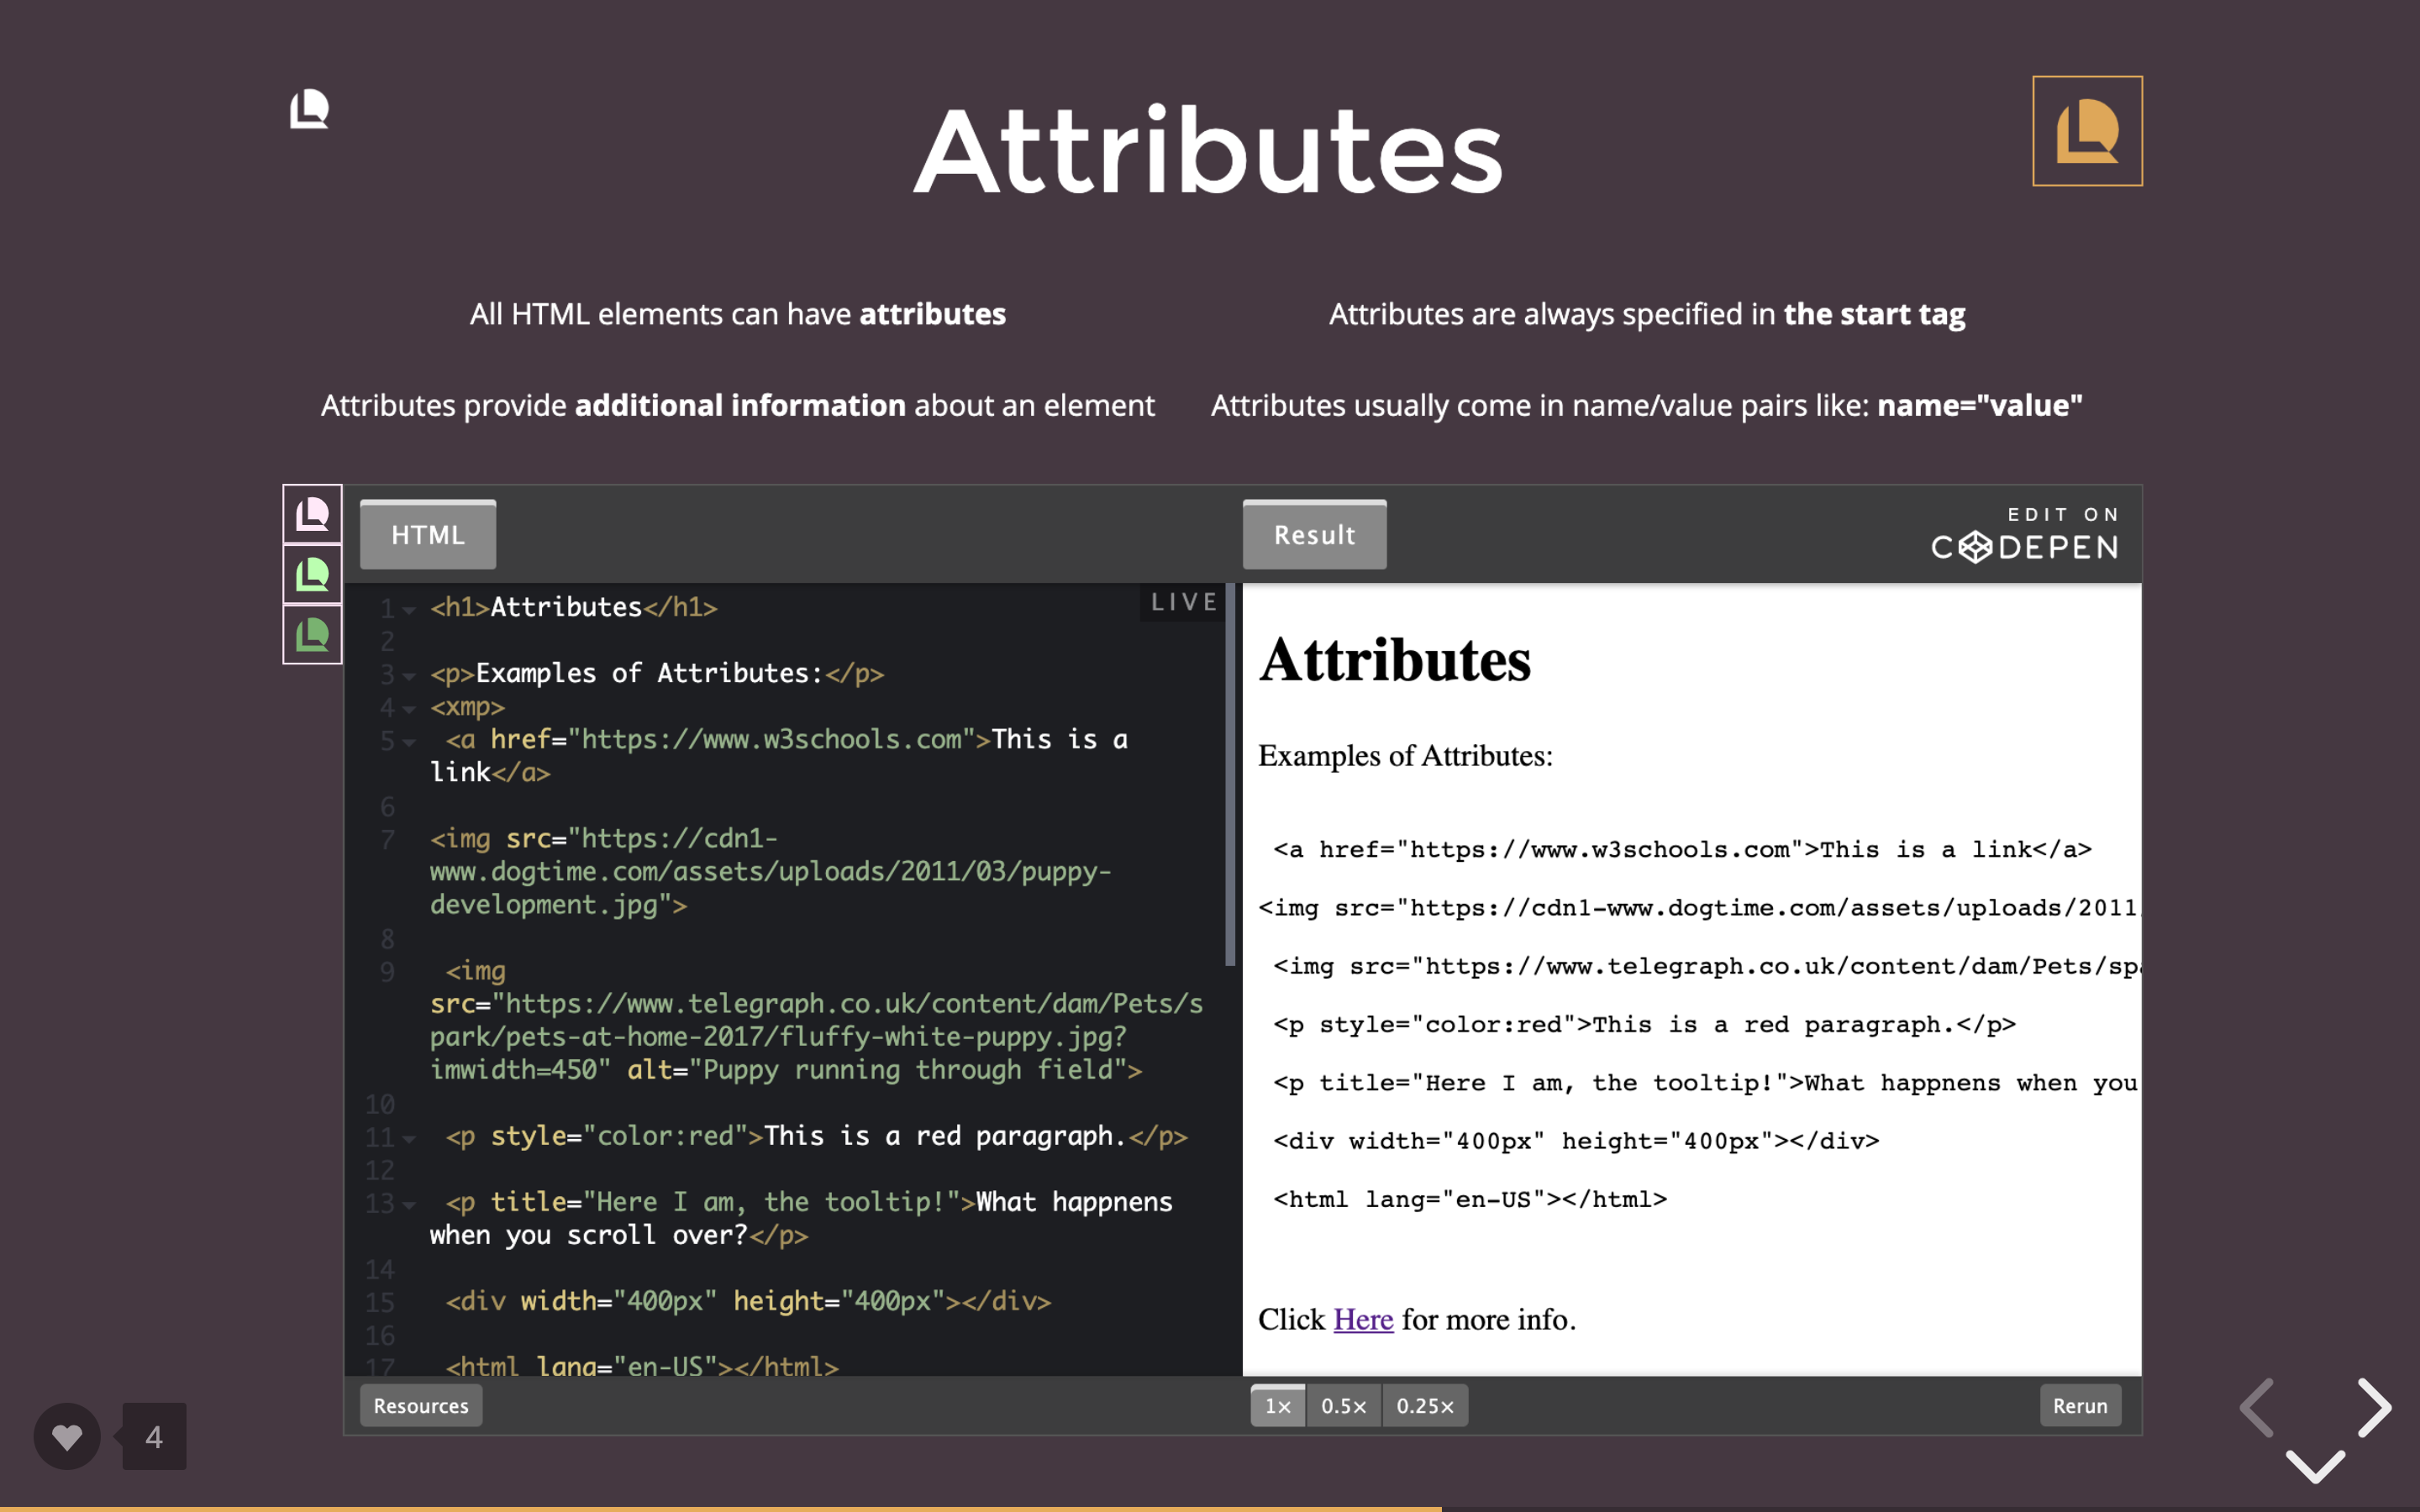 Attributes
All HTML elements can have attributes
Attributes are always specified in the start tag
Attributes provide additional information about an element
Attributes usually come in name/value pairs like: name="value"
HTML
Result
EDIT ON
CODEPEN
LIVE
1 <h1>Attributes</h1>
2
3 <p>Examples of Attributes:</p>
4 <xmp>
5 <a href="https://www.w3schools.com">This is a
link</a>
6
7 <img src="https://cdn1-
www.dogtime.com/assets/uploads/2011/03/puppy-
development.jpg">
8
9 <img
src="https://www.telegraph.co.uk/content/dam/Pets/s
park/pets-at-home-2017/fluffy-white-puppy.jpg?
imwidth=450" alt="Puppy running through field">
10
11 <p style="color:red">This is a red paragraph.</p>
12
13 <p title="Here I am, the tooltip!">What happnens
when you scroll over?</p>
14
15 <div width="400px" height="400px"></div>
16
17 <html lang="en-US"></html>
Attributes
Examples of Attributes:
<a href="https://www.w3schools.com">This is a link</a>
<img src="https://cdn1-www.dogtime.com/assets/uploads/2011
<img src="https://www.telegraph.co.uk/content/dam/Pets/spa
<p style="color:red">This is a red paragraph.</p>
<p title="Here I am, the tooltip!">What happnens when you
<div width="400px" height="400px"></div>
<html lang="en-US"></html>
Click Here for more info.
Resources
1× 0.5× 0.25×
Rerun
4